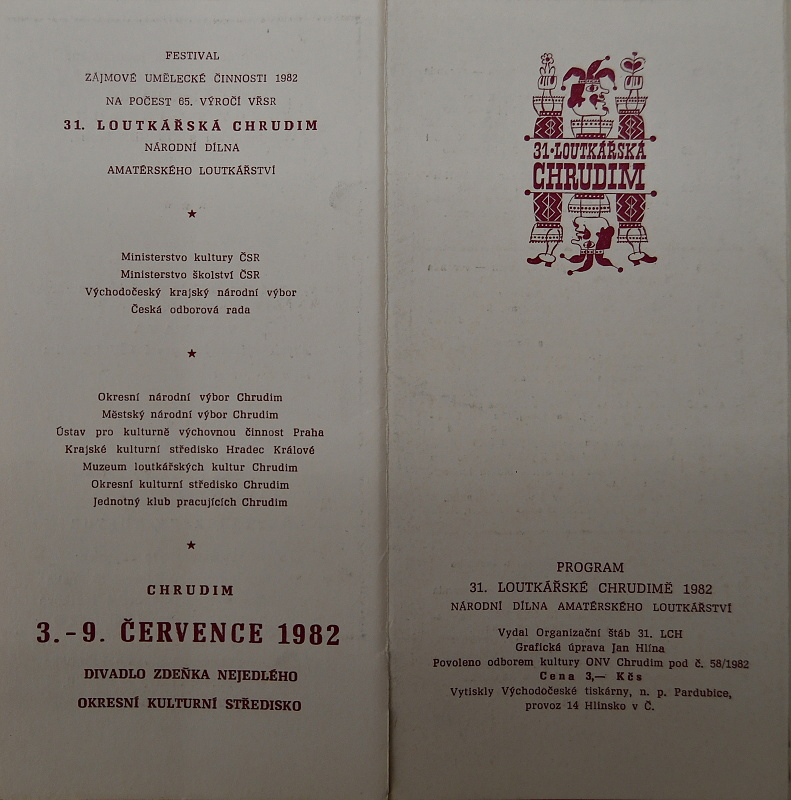 FESTIVAL
ZÁJMOVÉ UMĚLECKÉ ČINNOSTI 1982
NA POČEST 65. VÝROČÍ VŘSR
31. LOUTKÁŘSKÁ CHRUDIM
NÁRODNÍ DÍLNA
AMATÉRSKÉHO LOUTKÁŘSTVÍ
Ministerstvo kultury ČSR
Ministerstvo školství ČSR
Východočeský krajský národní výbor
Česká odborová rada
Okresní národní výbor Chrudim
Městský národní výbor Chrudim
Ústav pro kulturně výchovnou činnost Praha
Krajské kulturní středisko Hradec Králové
Muzeum loutkářských kultur Chrudim
Okresní kulturní středisko Chrudim
Jednotný klub pracujících Chrudim
CHRUDIM
3.-9. ČERVENCE 1982
DIVADLO ZDEŇKA NEJEDLÉHO
OKRESNÍ KULTURNÍ STŘEDISKO
31·LOUTKÁŘSKÁ
CHRUDIM
PROGRAM
31. LOUTKÁŘSKÉ CHRUDIMĚ 1982
NÁRODNÍ DÍLNA AMATÉRSKÉHO LOUTKÁŘSTVÍ
Vydal Organizační štáb 31. LCH
Grafická úprava Jan Hlína
Povoleno odborem kultury ONV Chrudim pod č. 58/1982
Cena 3,— Kčs
Vytiskly Východočeské tiskárny, n. p. Pardubice,
provoz 14 Hlinsko v Č.